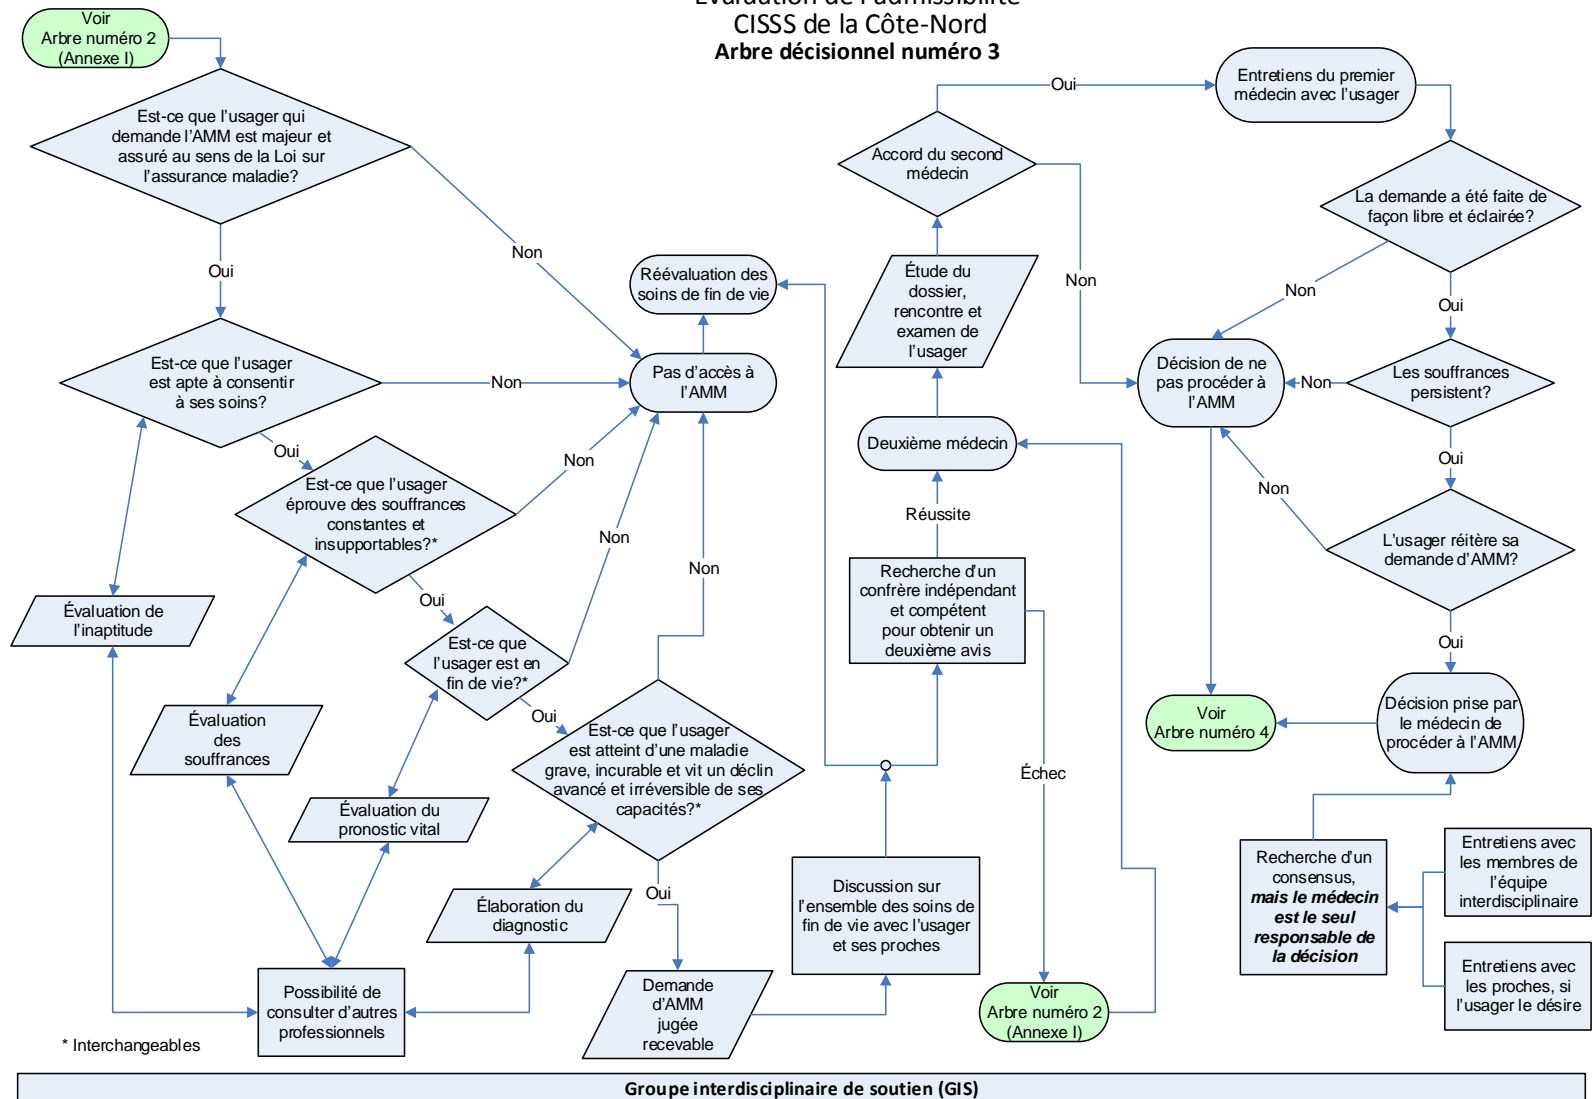 Évaluation de l'admissibilité
CISSS de la Côte-Nord
Arbre décisionnel numéro 3
Voir
Arbre numéro 2
(Annexe I)
Est-ce que l'usager qui
demande l'AMM est majeur et
assuré au sens de la Loi sur
l'assurance maladie?
Non
Oui
Est-ce que l'usager
est apte à consentir
à ses soins?
Non
Oui
Est-ce que l'usager
éprouve des souffrances
constantes et
insupportables?*
Non
Oui
Est-ce que
l'usager est en
fin de vie?*
Non
Oui
Est-ce que l'usager
est atteint d'une maladie
grave, incurable et vit un déclin
avancé et irréversible de ses
capacités?*
Non
Oui
Réévaluation des
soins de fin de vie
Pas d'accès à
l'AMM
Évaluation de
l'inaptitude
Évaluation
des
souffrances
Évaluation du
pronostic vital
Élaboration du
diagnostic
Possibilité de
consulter d'autres
professionnels
* Interchangeables
Demande
d'AMM
jugée
recevable
Discussion sur
l'ensemble des soins de
fin de vie avec l'usager
et ses proches
Recherche d'un
confrère indépendant
et compétent
pour obtenir un
deuxième avis
Réussite
Échec
Voir
Arbre numéro 2
(Annexe I)
Deuxième médecin
Étude du
dossier,
rencontre et
examen de
l'usager
Accord du second
médecin
Oui
Non
Entretiens du premier
médecin avec l'usager
La demande a été faite de
façon libre et éclairée?
Non
Oui
Les souffrances
persistent?
Non
Oui
L'usager réitère sa
demande d'AMM?
Non
Oui
Décision de ne
pas procéder à
l'AMM
Décision prise par
le médecin de
procéder à l'AMM
Voir
Arbre numéro 4
Recherche d'un
consensus,
mais le médecin
est le seul
responsable de
la décision
Entretiens avec
les membres de
l'équipe
interdisciplinaire
Entretiens avec
les proches, si
l'usager le désire
Groupe interdisciplinaire de soutien (GIS)